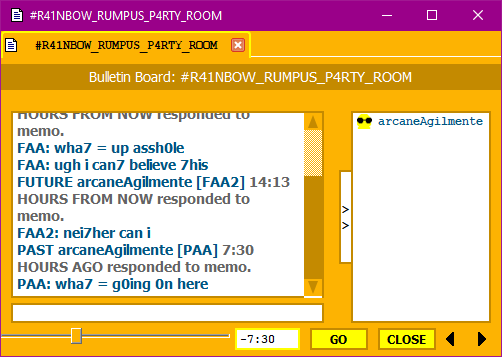 #R41NBOW_RUMPUS_P4RTY_ROOM
#R41NBOW_RUMPUS_P4RTY_ROOM
Bulletin Board: #R41NBOW_RUMPUS_P4RTY_ROOM
HOURS FROM NOW responded to
memo.
FAA: wha7 = up assh0le
FAA: ugh i can7 believe 7his
FUTURE arcaneAgilmente [FAA2] 14:13
HOURS FROM NOW responded to
memo.
FAA2: nei7her can i
PAST arcaneAgilmente [PAA] 7:30
HOURS AGO responded to memo.
PAA: wha7 = g0ing 0n here
arcaneAgilmente
>
>
-7:30
GO
CLOSE